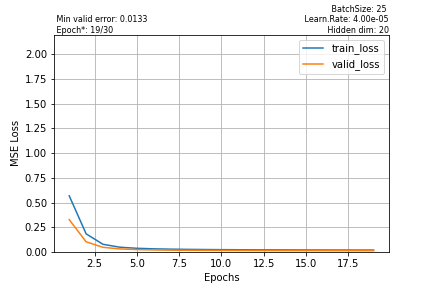 Min valid error: 0.0133
Epoch*: 19/30
BatchSize: 25
Learn.Rate: 4.00e-05
Hidden dim: 20
train_loss
valid_loss
2.00
1.75
1.50
1.25
1.00
0.75
0.50
0.25
0.00
MSE Loss
2.5 5.0 7.5 10.0 12.5 15.0 17.5
Epochs